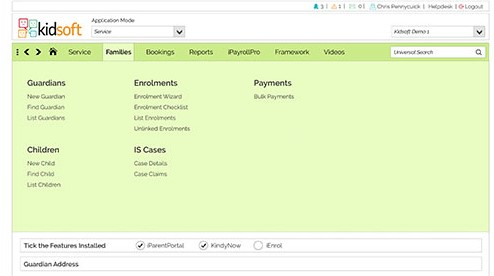 3 | 1 | 0 | Chris Pennycuick | Helpdesk | Logout
kidsoft
Application Mode
Service
Kidsoft Demo 1
Service Families Bookings Reports iPayrollPro Framework Videos
Universal Search
Guardians Enrolments Payments
New Guardian Enrolment Wizard Bulk Payments
Find Guardian Enrolment Checklist
List Guardians List Enrolments
Unlinked Enrolments
Children IS Cases
New Child Case Details
Find Child Case Claims
List Children
Tick the Features Installed iParentPortal KindyNow iEnrol
Guardian Address